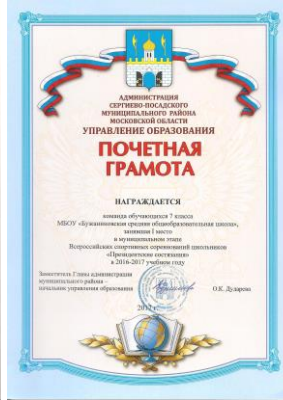 АДМИНИСТРАЦИЯ
СЕРГИЕВО-ПОСАДСКОГО
МУНИЦИПАЛЬНОГО РАЙОНА
МОСКОВСКОЙ ОБЛАСТИ
УПРАВЛЕНИЕ ОБРАЗОВАНИЯ
ПОЧЕТНАЯ
ГРАМОТА
НАГРАЖДАЕТСЯ
команда обучающихся 7 класса
МБОУ «Бужаниновская средняя общеобразовательная школа»,
занявшая I место
в муниципальном этапе
Всероссийских спортивных соревнований школьников
«Президентские состязания»
в 2016-2017 учебном году
Заместитель Главы администрации
муниципального района –
начальник управления образования
О.К. Дударева
2017 г.